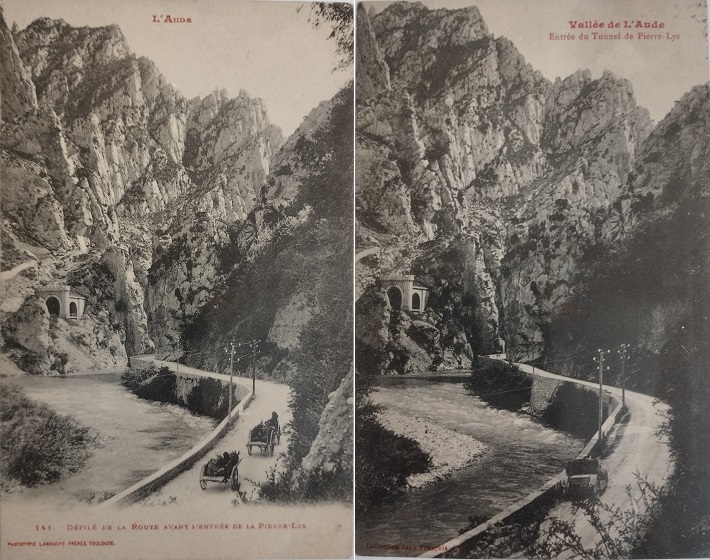 L'Aude
141. DÉFILÉ DE LA ROUTE AVANT L'ENTRÉE DE LA PIERRE-LYS
PHOTOTYPIE LABOUCHE FRÈRES, TOULOUSE.
Vallée de L'Aude
Entrée du Tunnel de Pierre Lys
Collection